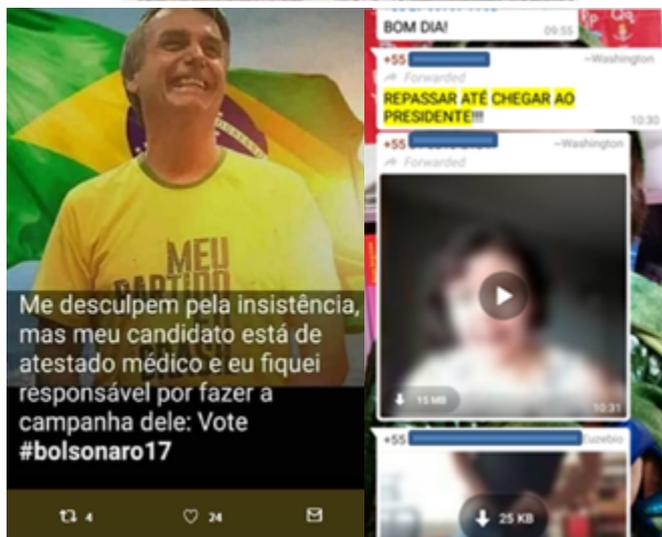 MEU
PARTIDO
Me desculpem pela insistência,
mas meu candidato está de
atestado médico e eu fiquei
responsável por fazer a
campanha dele: Vote
#bolsonaro17
4
24
BOM DIA!
09:55
+55
~Washington
Forwarded
REPASSAR ATÉ CHEGAR AO
PRESIDENTE!!!
10:30
+55
~Washington
Forwarded
15 MB
10:31
+55
Euzebio
25 KB